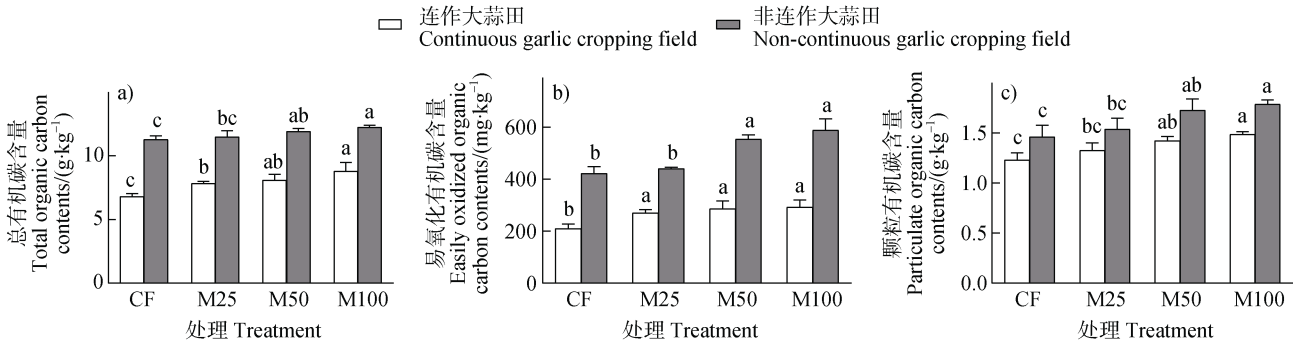 连作大蒜田
Continuous garlic cropping field
非连作大蒜田
Non-continuous garlic cropping field
a)
总有机碳含量
Total organic carbon
contents/(g·kg⁻¹)
10
5
0
c
c
b
bc
ab
ab
a
a
CF
M25
M50
M100
处理 Treatment
b)
易氧化有机碳含量
Easily oxidized organic
carbon contents/(mg·kg⁻¹)
600
400
200
0
b
b
a
b
a
a
a
a
CF
M25
M50
M100
处理 Treatment
c)
颗粒有机碳含量
Particulate organic carbon
contents/(g·kg⁻¹)
1.5
1.0
0.5
0.0
c
c
bc
bc
ab
ab
a
a
CF
M25
M50
M100
处理 Treatment